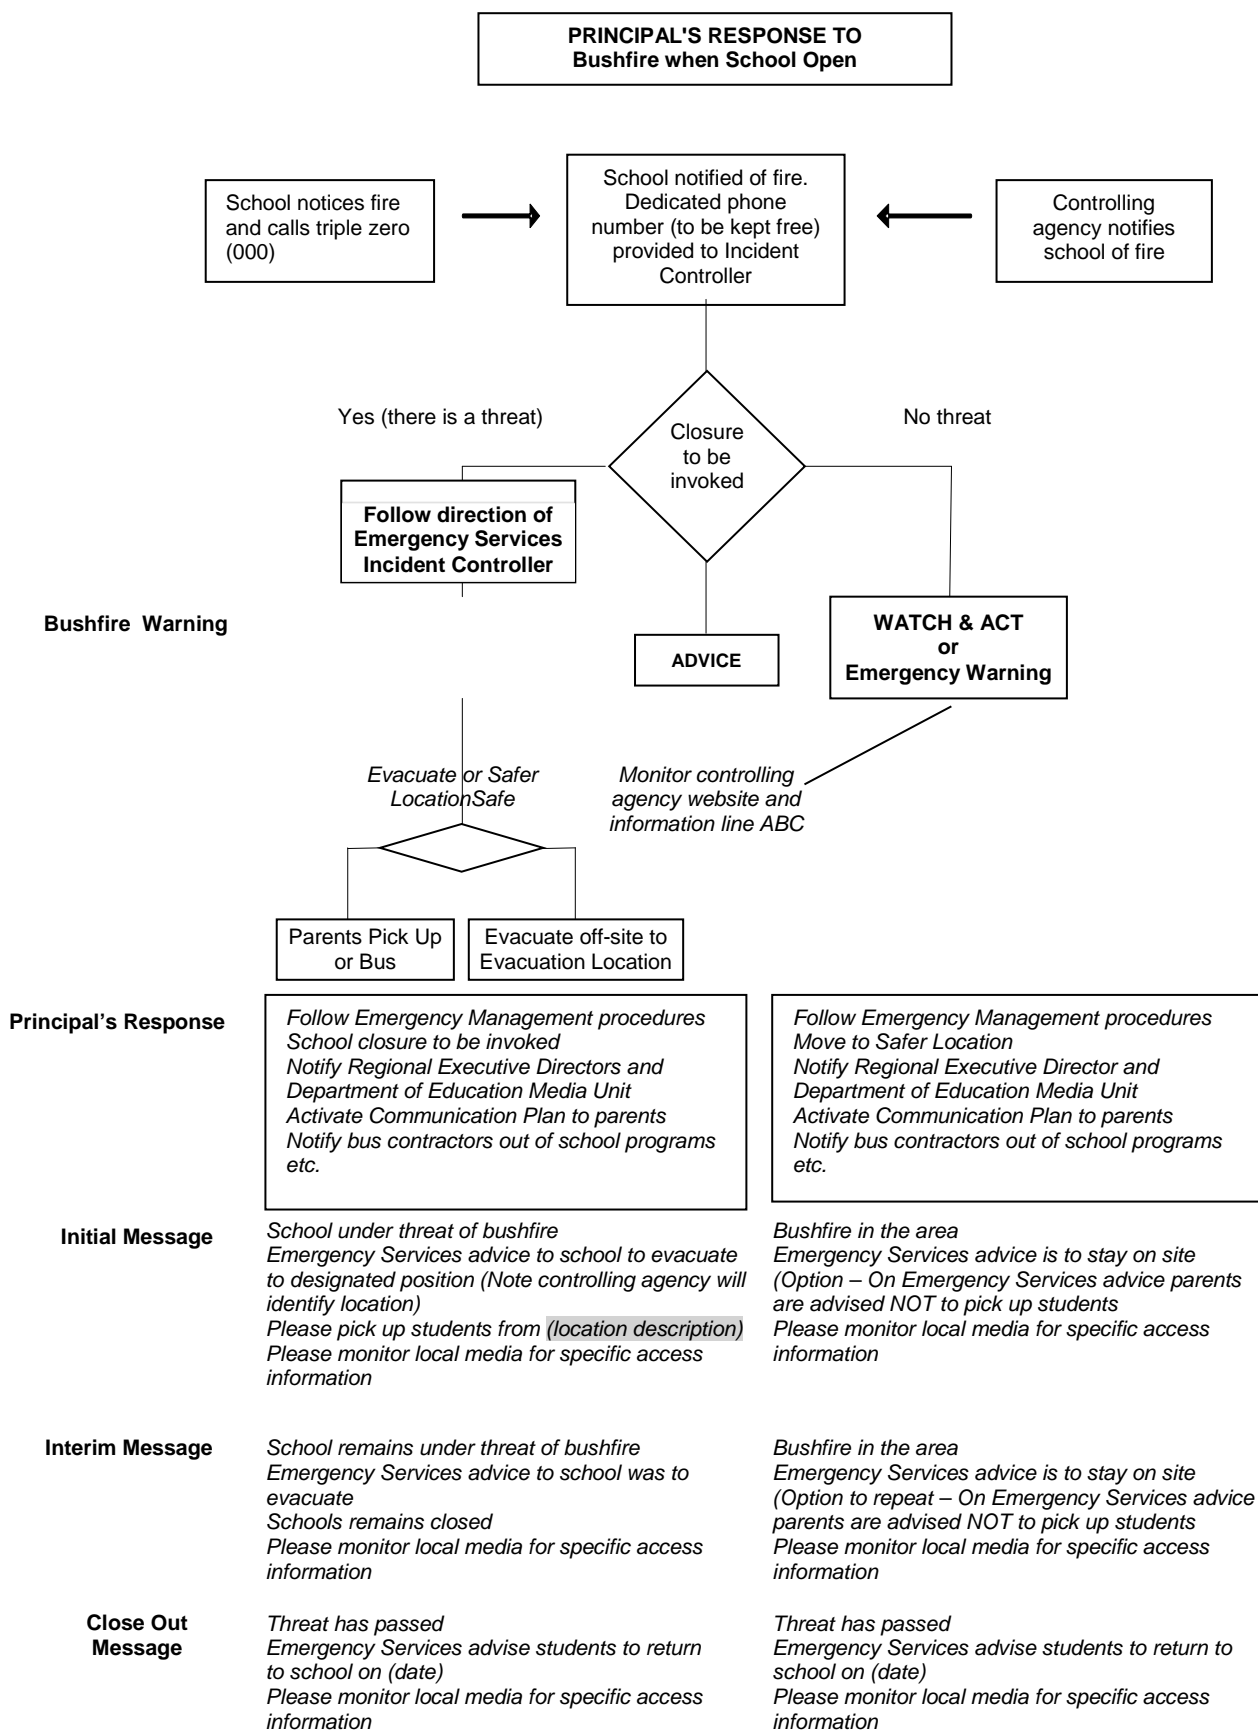 PRINCIPAL'S RESPONSE TO
Bushfire when School Open
School notices fire
and calls triple zero
(000)
School notified of fire.
Dedicated phone
number (to be kept free)
provided to Incident
Controller
Controlling
agency notifies
school of fire
Yes (there is a threat)
Closure
to be
invoked
No threat
Follow direction of
Emergency Services
Incident Controller
Bushfire  Warning
ADVICE
WATCH & ACT
or
Emergency Warning
Evacuate or Safer
LocationSafe
Monitor controlling
agency website and
information line ABC
Parents Pick Up
or Bus
Evacuate off-site to
Evacuation Location
Principal’s Response
Follow Emergency Management procedures
School closure to be invoked
Notify Regional Executive Directors and
Department of Education Media Unit
Activate Communication Plan to parents
Notify bus contractors out of school programs
etc.
Follow Emergency Management procedures
Move to Safer Location
Notify Regional Executive Director and
Department of Education Media Unit
Activate Communication Plan to parents
Notify bus contractors out of school programs
etc.
Initial Message
School under threat of bushfire
Emergency Services advice to school to evacuate
to designated position (Note controlling agency will
identify location)
Please pick up students from (location description)
Please monitor local media for specific access
information
Bushfire in the area
Emergency Services advice is to stay on site
(Option – On Emergency Services advice parents
are advised NOT to pick up students
Please monitor local media for specific access
information
Interim Message
School remains under threat of bushfire
Emergency Services advice to school was to
evacuate
Schools remains closed
Please monitor local media for specific access
information
Bushfire in the area
Emergency Services advice is to stay on site
(Option to repeat – On Emergency Services advice
parents are advised NOT to pick up students
Please monitor local media for specific access
information
Close Out
Message
Threat has passed
Emergency Services advise students to return
to school on (date)
Please monitor local media for specific access
information
Threat has passed
Emergency Services advise students to return to
school on (date)
Please monitor local media for specific access
information